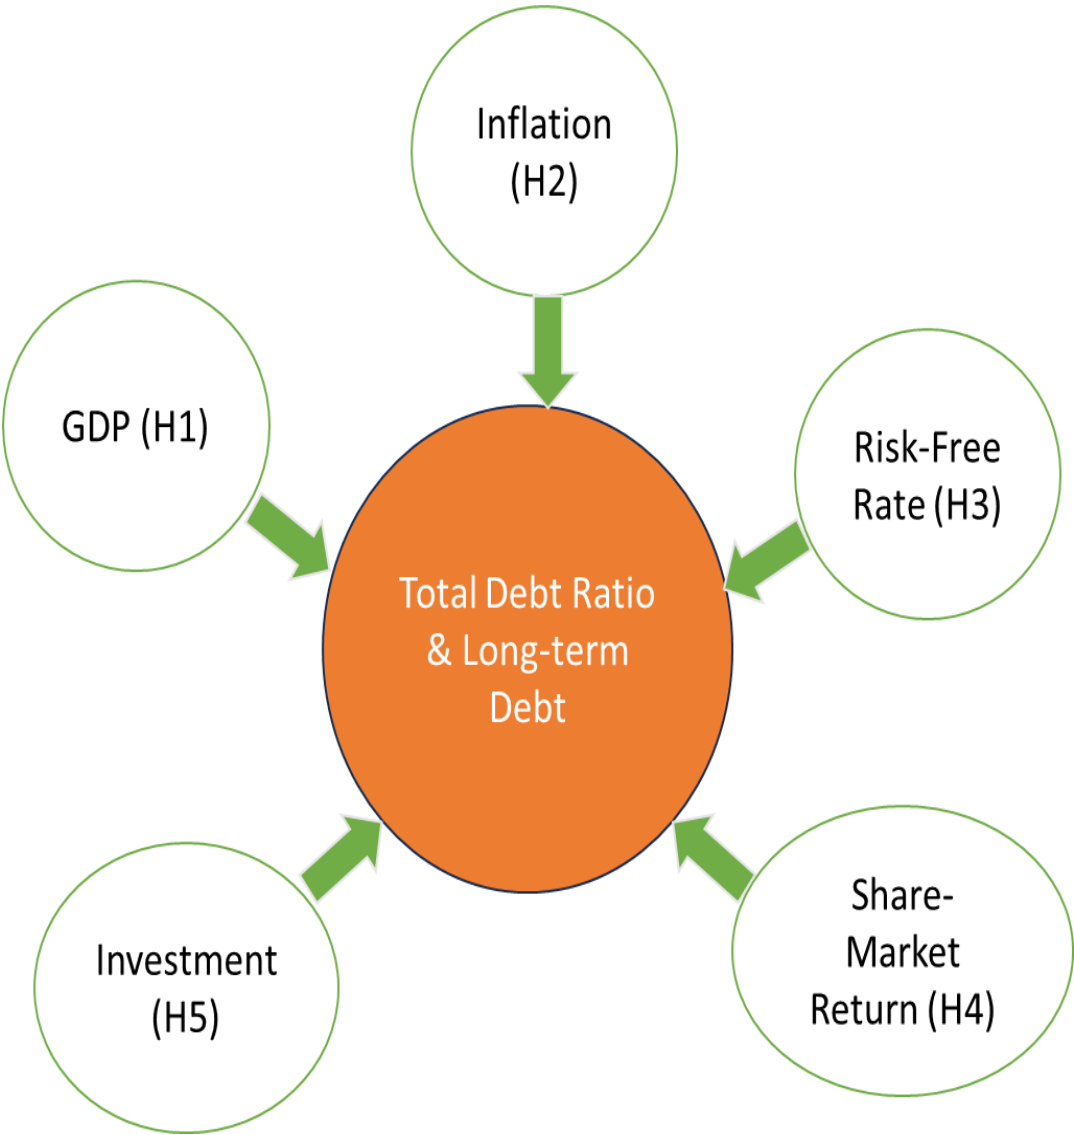 Inflation
(H2)
GDP (H1)
Risk-Free
Rate (H3)
Total Debt Ratio
& Long-term
Debt
Investment
(H5)
Share-
Market
Return (H4)